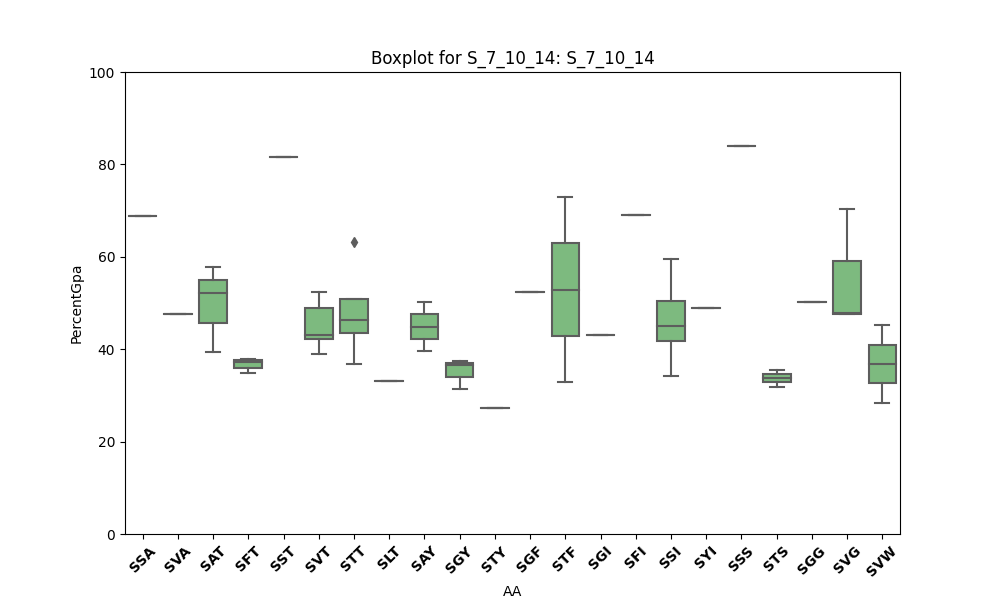 Boxplot for S_7_10_14: S_7_10_14
PercentGpa
100
80
60
40
20
0
SSA SVA SAT SFT SST SVT STT SLT SAY SGY STY SGF STF SGI SFI SSI SYI SSS STS SGG SVG SVW
AA